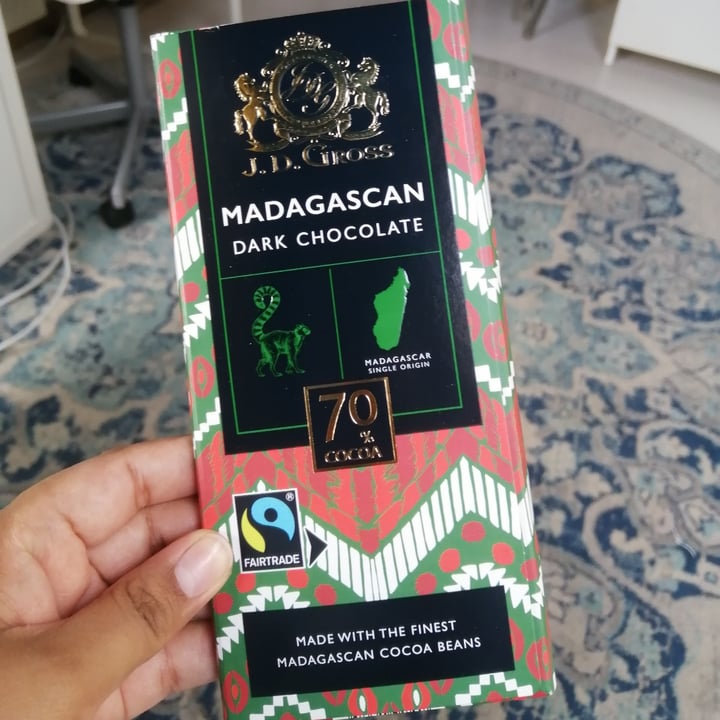 J.D. GROSS
MADAGASCAN
DARK CHOCOLATE
MADAGASCAR
SINGLE ORIGIN
70
%
COCOA
®
FAIRTRADE
MADE WITH THE FINEST
MADAGASCAN COCOA BEANS